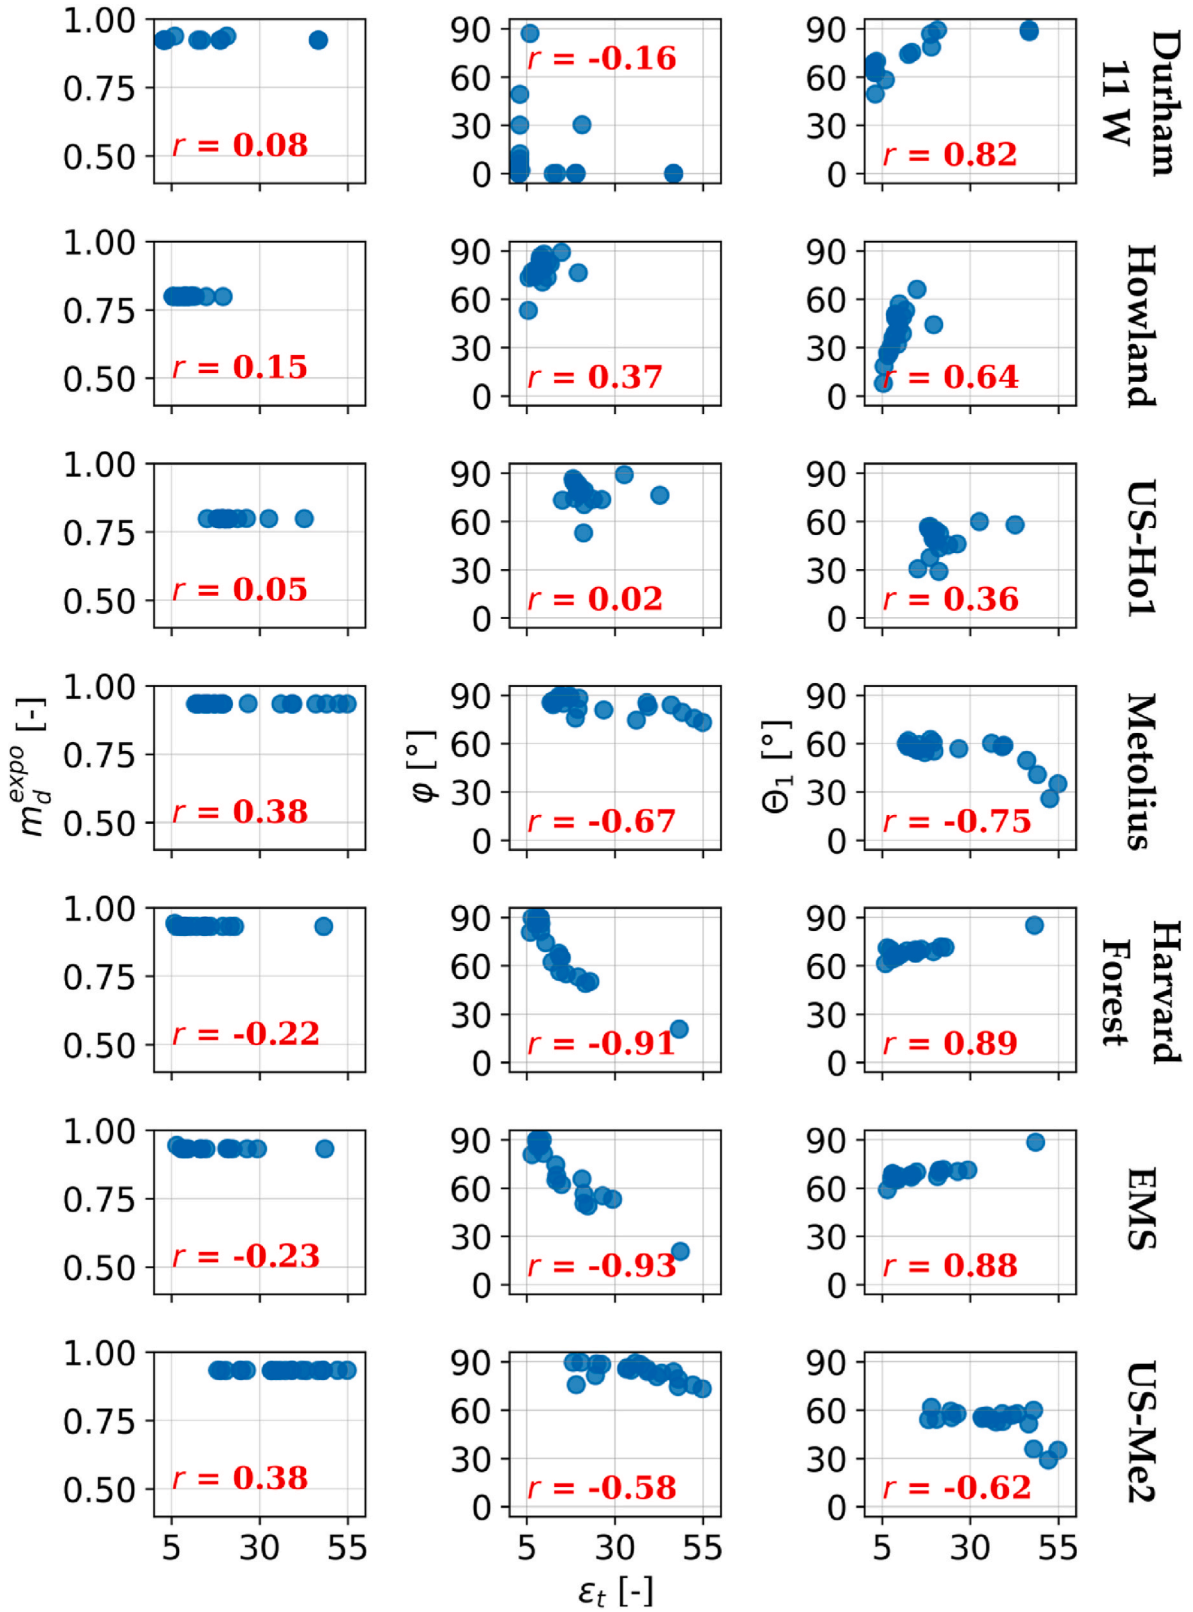 1.00
0.75
0.50
r = 0.08
90
60
30
0
r = -0.16
90
60
30
0
r = 0.82
Durham
11 W
1.00
0.75
0.50
r = 0.15
90
60
30
0
r = 0.37
90
60
30
0
r = 0.64
Howland
1.00
0.75
0.50
r = 0.05
90
60
30
0
r = 0.02
90
60
30
0
r = 0.36
US-Ho1
m_d^expo [-]
1.00
0.75
0.50
r = 0.38
φ [°]
90
60
30
0
r = -0.67
Θ₁ [°]
90
60
30
0
r = -0.75
Metolius
1.00
0.75
0.50
r = -0.22
90
60
30
0
r = -0.91
90
60
30
0
r = 0.89
Harvard
Forest
1.00
0.75
0.50
r = -0.23
90
60
30
0
r = -0.93
90
60
30
0
r = 0.88
EMS
1.00
0.75
0.50
r = 0.38
90
60
30
0
r = -0.58
90
60
30
0
r = -0.62
US-Me2
5 30 55
5 30 55
5 30 55
εₜ [-]